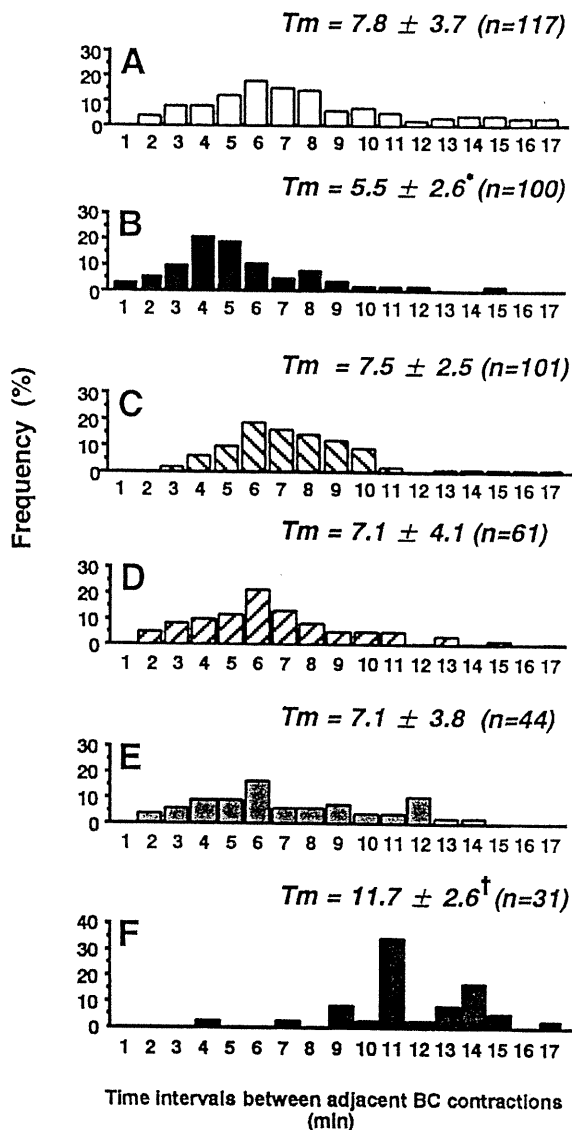 Tm = 7.8 ± 3.7 (n=117)
A
30
20
10
0
1 2 3 4 5 6 7 8 9 10 11 12 13 14 15 16 17
Tm = 5.5 ± 2.6* (n=100)
B
30
20
10
0
1 2 3 4 5 6 7 8 9 10 11 12 13 14 15 16 17
Tm = 7.5 ± 2.5 (n=101)
C
30
20
10
0
1 2 3 4 5 6 7 8 9 10 11 12 13 14 15 16 17
Frequency (%)
Tm = 7.1 ± 4.1 (n=61)
D
30
20
10
0
1 2 3 4 5 6 7 8 9 10 11 12 13 14 15 16 17
Tm = 7.1 ± 3.8 (n=44)
E
30
20
10
0
1 2 3 4 5 6 7 8 9 10 11 12 13 14 15 16 17
Tm = 11.7 ± 2.6† (n=31)
F
40
30
20
10
0
1 2 3 4 5 6 7 8 9 10 11 12 13 14 15 16 17
Time intervals between adjacent BC contractions
(min)